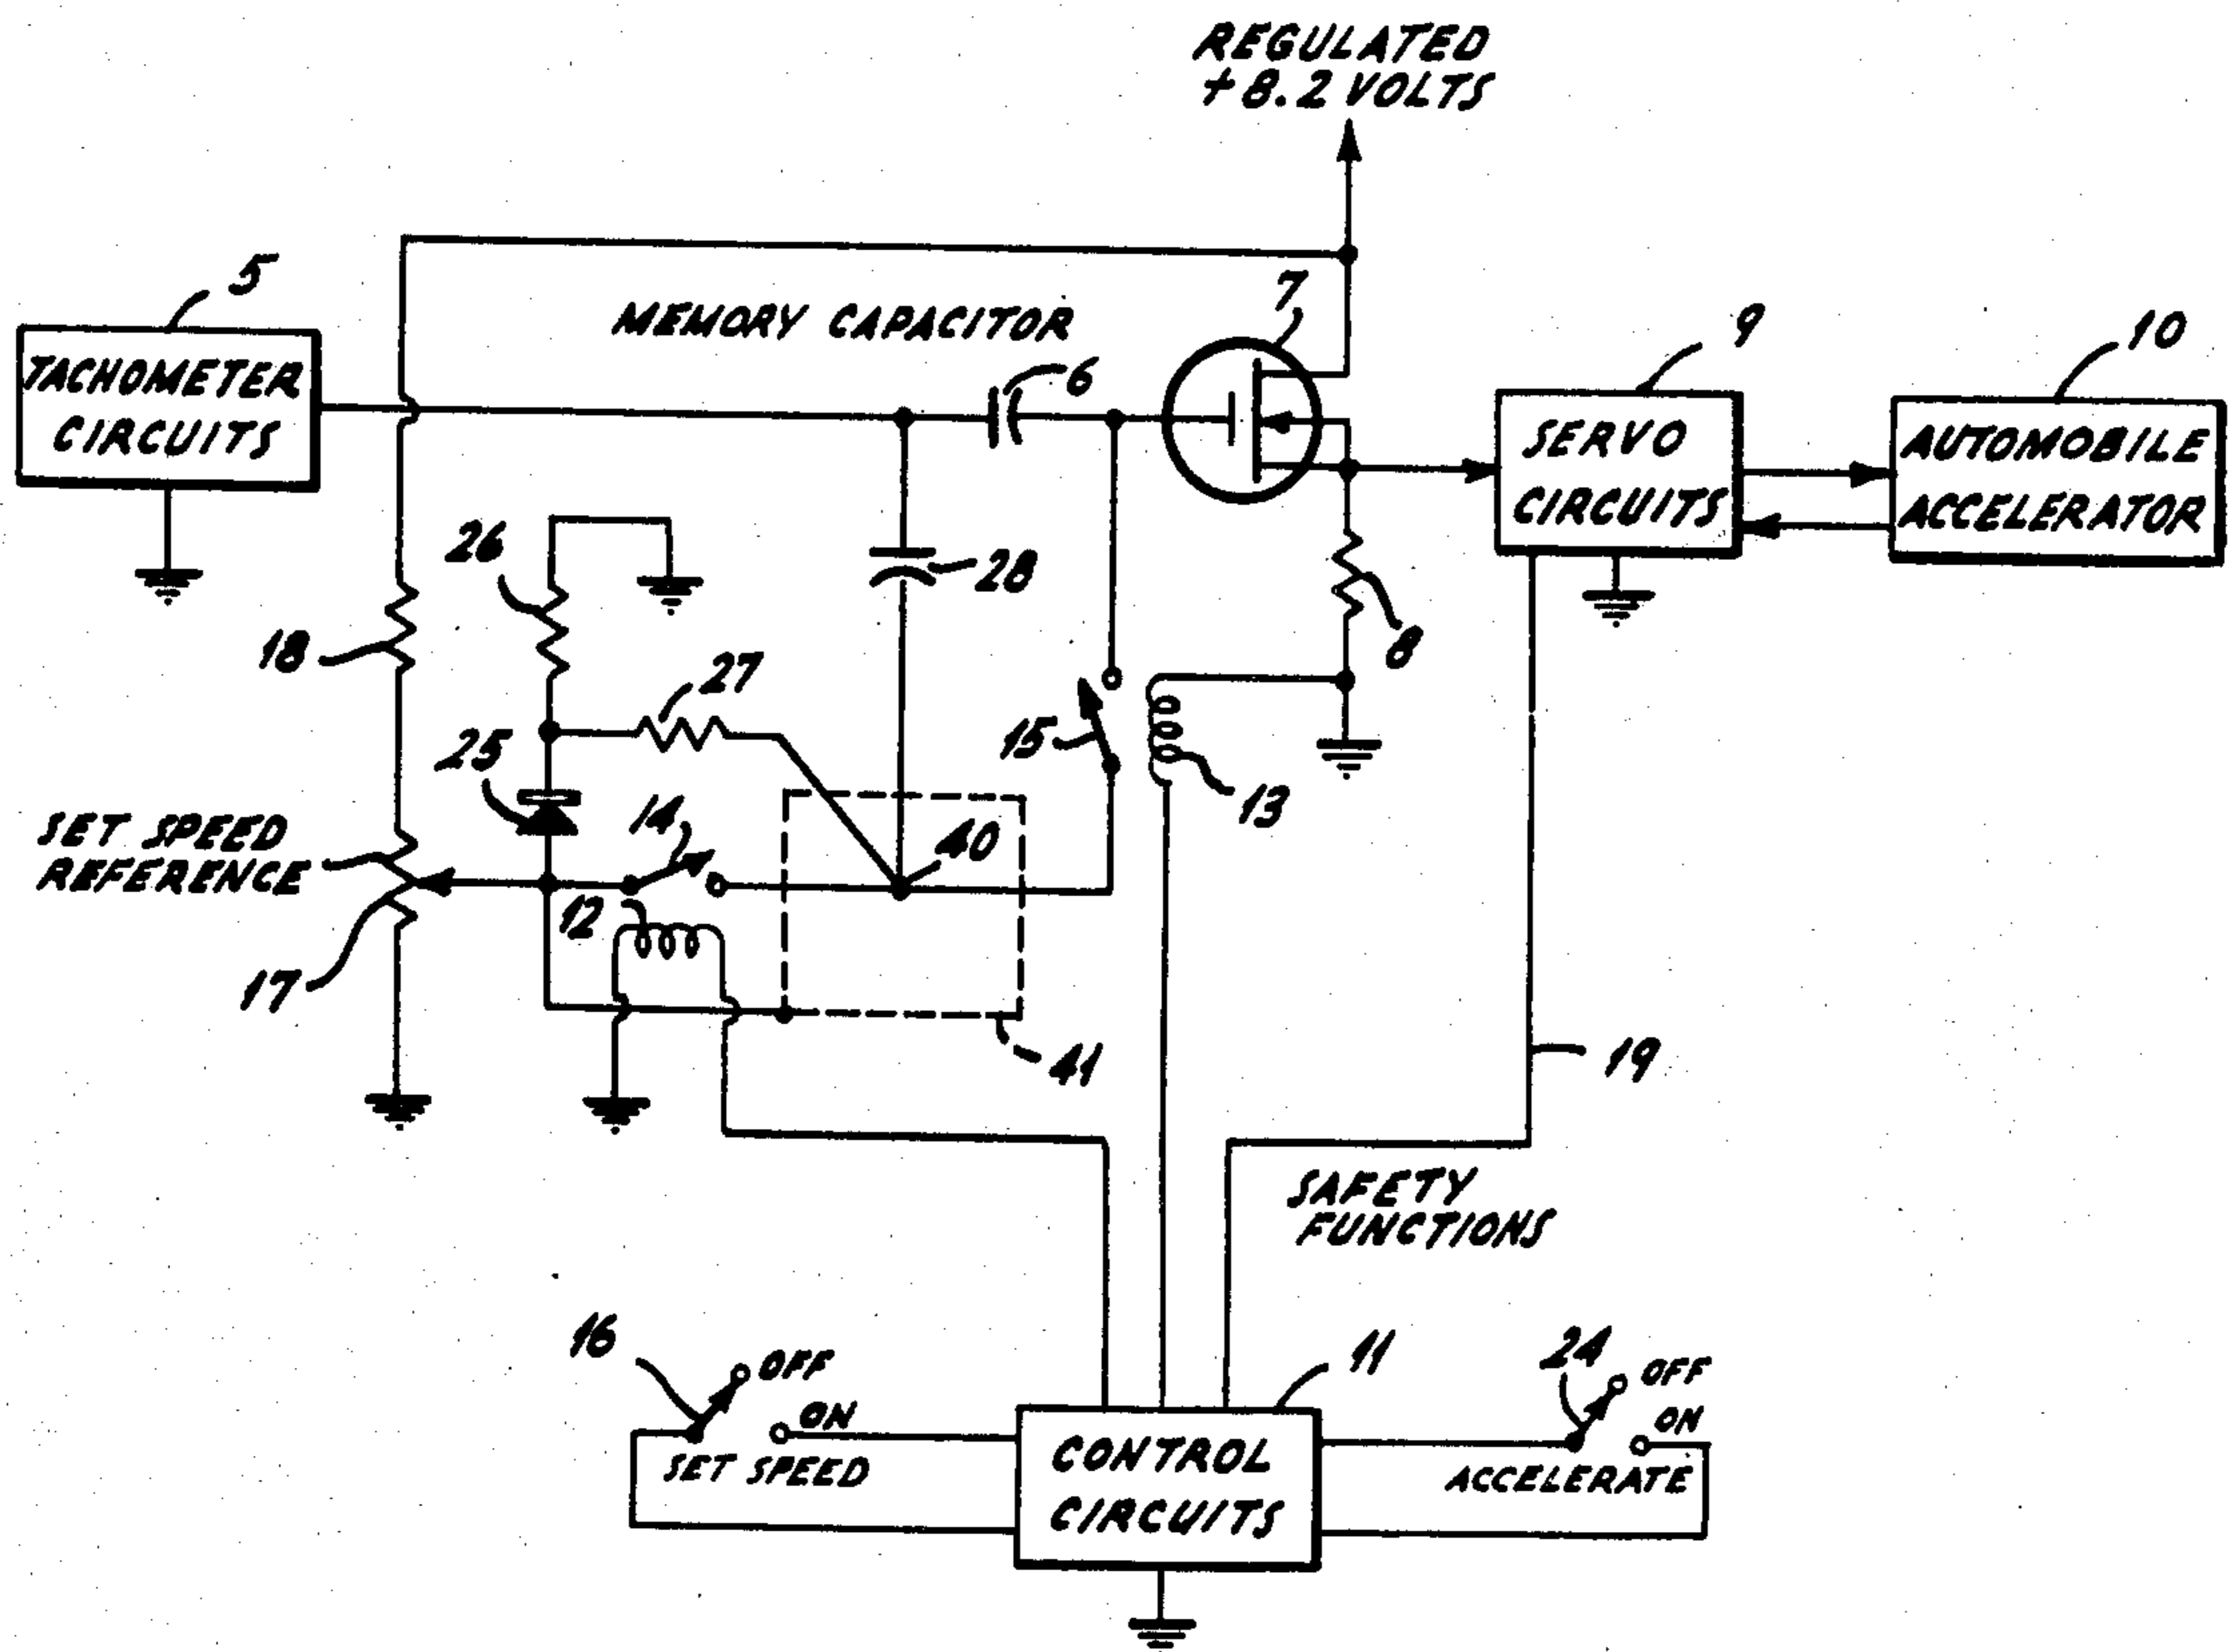 REGULATED
+8.2 VOLTS
5
7
MEMORY CAPACITOR
9
10
6
TACHOMETER
CIRCUITS
SERVO
CIRCUITS
AUTOMOBILE
ACCELERATOR
26
28
18
27
8
25
15
13
14
40
SET SPEED
REFERENCE
12
17
41
19
SAFETY
FUNCTIONS
16
OFF
ON
SET SPEED
11
24
OFF
ON
ACCELERATE
CONTROL
CIRCUITS